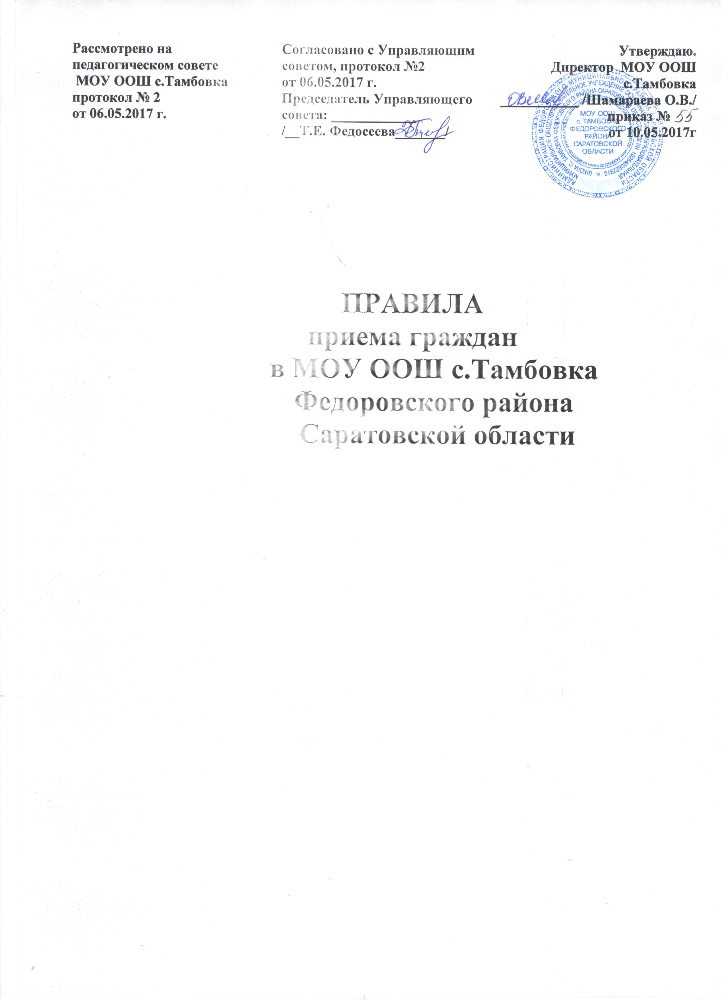 Рассмотрено на
педагогическом совете
МОУ ООШ с.Тамбовка
протокол № 2
от 06.05.2017 г.
Согласовано с Управляющим
советом, протокол №2
от 06.05.2017 г.
Председатель Управляющего
совета: ____________
/__Т.Е. Федосеева_______/
Утверждаю.
Директор МОУ ООШ
с.Тамбовка
___________ /Шамараева О.В./
приказ № 55
от 10.05.2017г
МОУ ООШ
с. ТАМБОВКА
ФЕДОРОВСКОГО
РАЙОНА
САРАТОВСКОЙ
ОБЛАСТИ
ПРАВИЛА
приема граждан
в МОУ ООШ с.Тамбовка
Федоровского района
Саратовской области